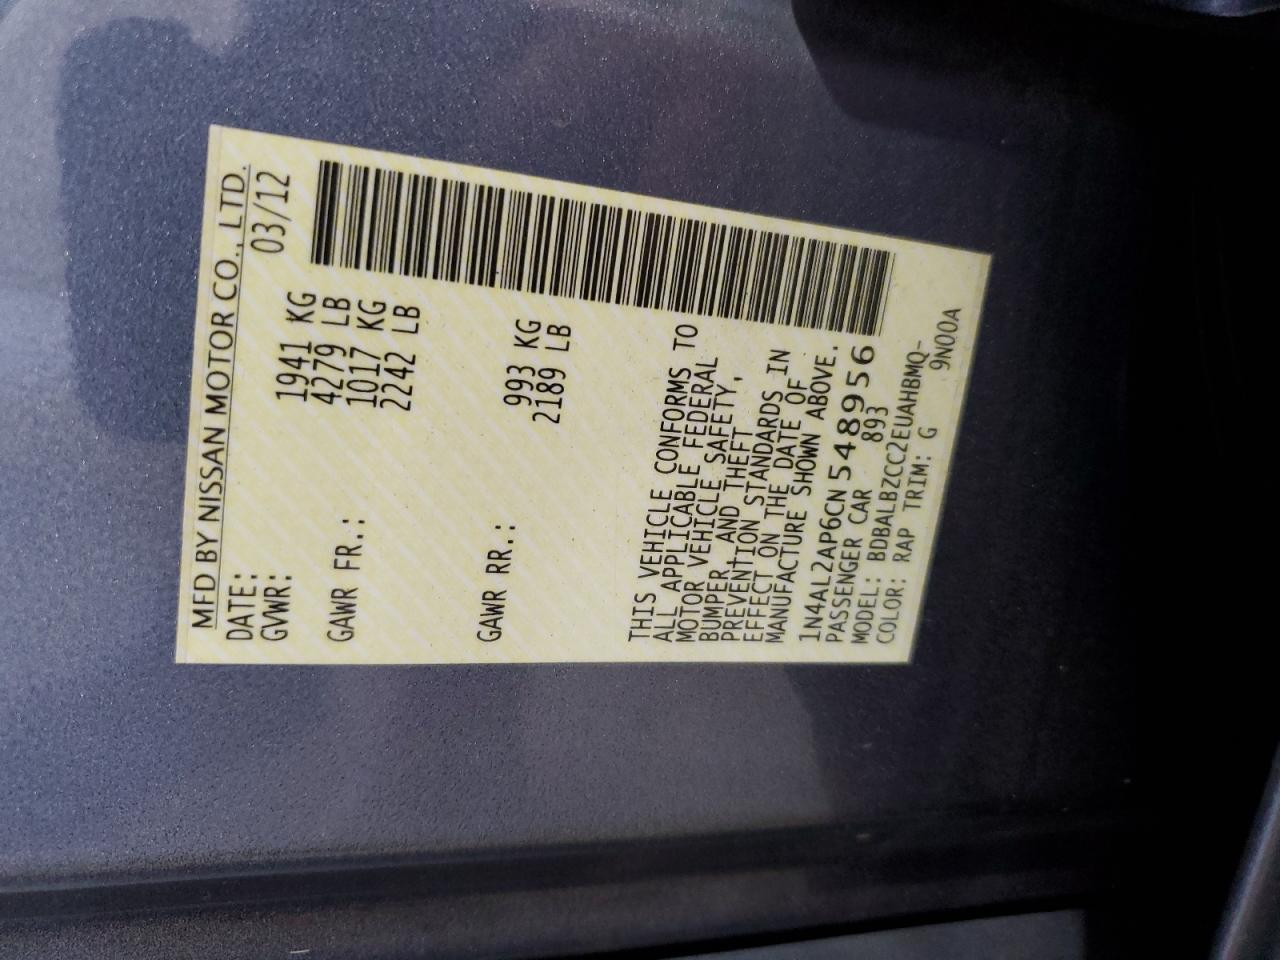 MFD BY NISSAN MOTOR CO., LTD.
DATE: 03/12
GVWR: 1941 KG
4279 LB
GAWR FR.: 1017 KG
2242 LB
GAWR RR.: 993 KG
2189 LB
THIS VEHICLE CONFORMS TO
ALL APPLICABLE FEDERAL
MOTOR VEHICLE SAFETY,
BUMPER, AND THEFT
PREVENTION STANDARDS IN
EFFECT ON THE DATE OF
MANUFACTURE SHOWN ABOVE.
1N4AL2AP6CN548956
PASSENGER CAR 893
MODEL: BDBALBZCC2EUAHBMQ-
COLOR: RAP TRIM: G 9N00A